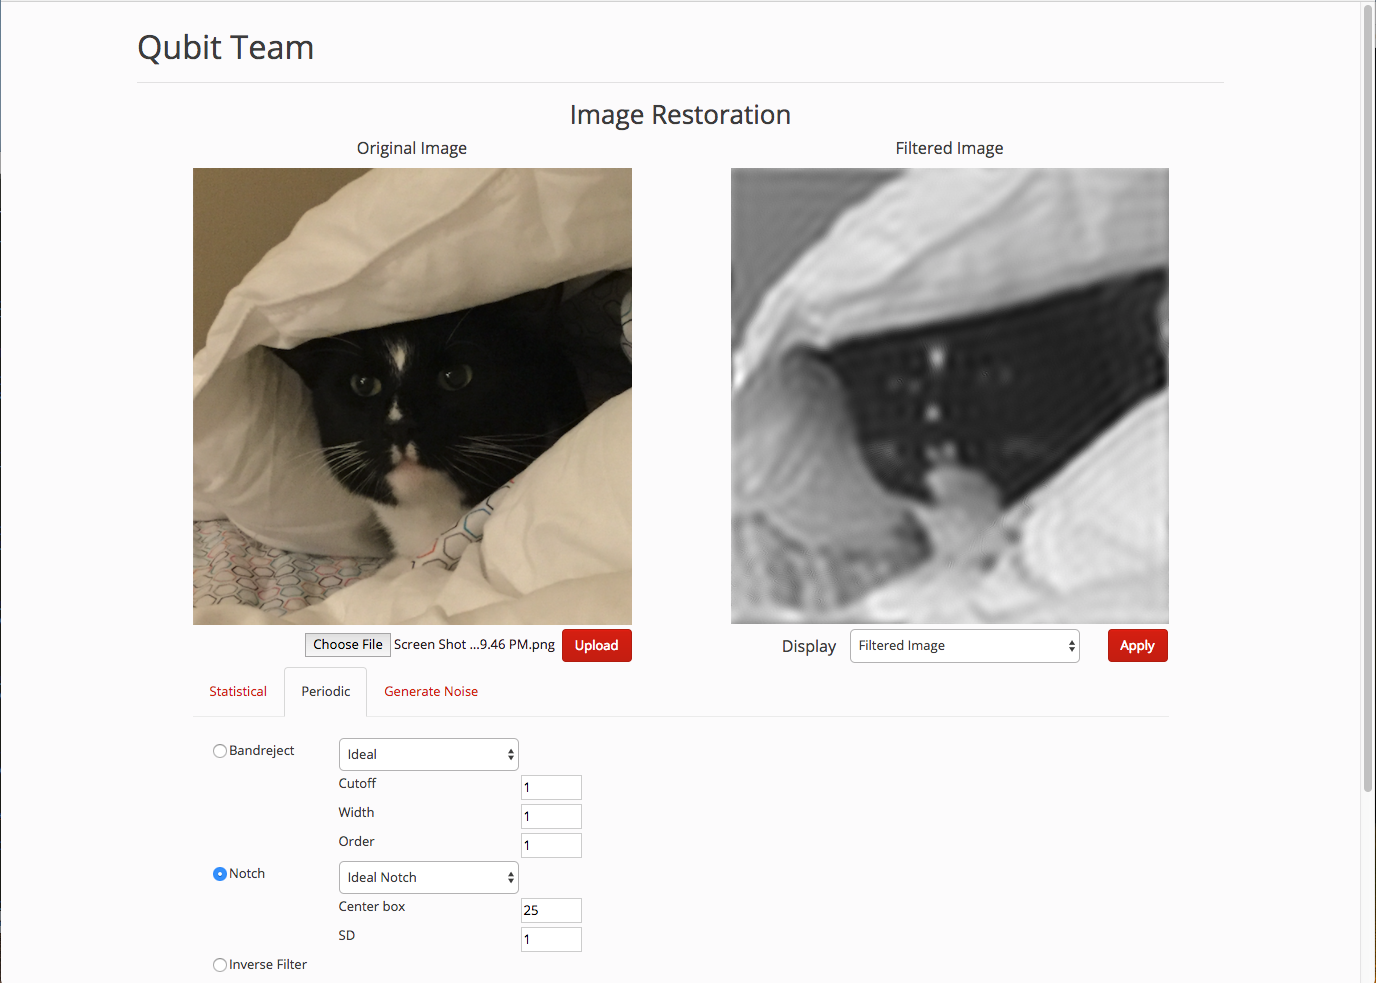 Qubit Team
Image Restoration
Original Image
Filtered Image
Choose File Screen Shot ...9.46 PM.png Upload
Display Filtered Image Apply
Statistical Periodic Generate Noise
Bandreject Ideal
Cutoff 1
Width 1
Order 1
Notch Ideal Notch
Center box 25
SD 1
Inverse Filter